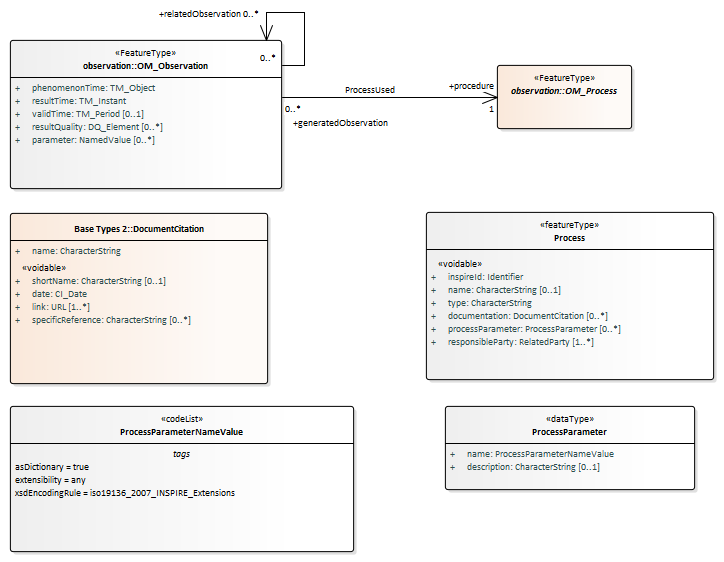 +relatedObservation 0..*
0..*
«FeatureType»
observation::OM_Observation
+ phenomenonTime: TM_Object
+ resultTime: TM_Instant
+ validTime: TM_Period [0..1]
+ resultQuality: DQ_Element [0..*]
+ parameter: NamedValue [0..*]
ProcessUsed
+procedure
0..*
1
+generatedObservation
«FeatureType»
observation::OM_Process
Base Types 2::DocumentCitation
+ name: CharacterString
«voidable»
+ shortName: CharacterString [0..1]
+ date: CI_Date
+ link: URL [1..*]
+ specificReference: CharacterString [0..*]
«featureType»
Process
«voidable»
+ inspireId: Identifier
+ name: CharacterString [0..1]
+ type: CharacterString
+ documentation: DocumentCitation [0..*]
+ processParameter: ProcessParameter [0..*]
+ responsibleParty: RelatedParty [1..*]
«codeList»
ProcessParameterNameValue
tags
asDictionary = true
extensibility = any
xsdEncodingRule = iso19136_2007_INSPIRE_Extensions
«dataType»
ProcessParameter
+ name: ProcessParameterNameValue
+ description: CharacterString [0..1]